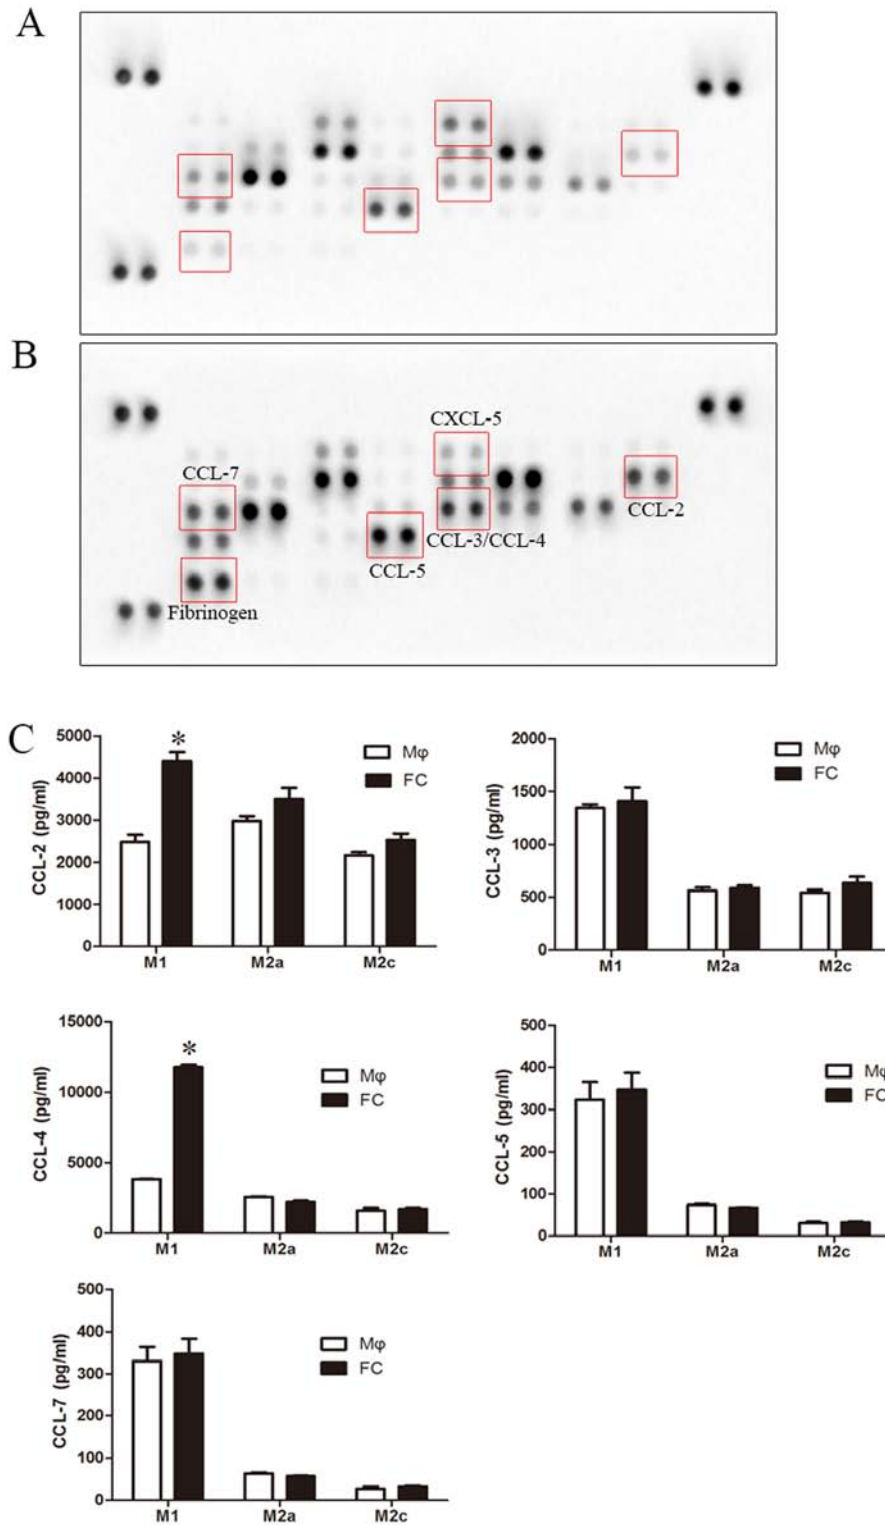 A
B
CXCL-5
CCL-7
CCL-2
CCL-3/CCL-4
CCL-5
Fibrinogen
C
5000
4000
3000
2000
1000
0
CCL-2 (pg/ml)
*
Mφ
FC
M1
M2a
M2c
2000
1500
1000
500
0
CCL-3 (pg/ml)
Mφ
FC
M1
M2a
M2c
15000
10000
5000
0
CCL-4 (pg/ml)
*
Mφ
FC
M1
M2a
M2c
500
400
300
200
100
0
CCL-5 (pg/ml)
Mφ
FC
M1
M2a
M2c
500
400
300
200
100
0
CCL-7 (pg/ml)
Mφ
FC
M1
M2a
M2c